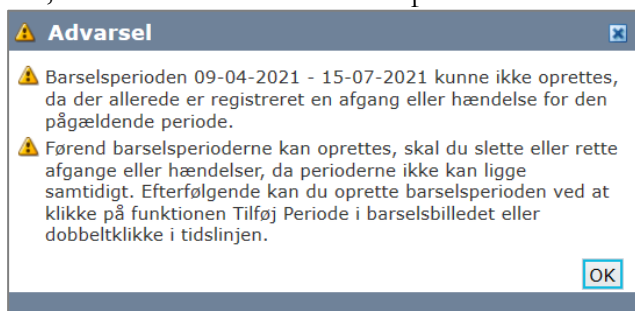 Advarsel
Barselsperioden 09-04-2021 - 15-07-2021 kunne ikke oprettes,
da der allerede er registreret en afgang eller hændelse for den
pågældende periode.
Førend barselsperioderne kan oprettes, skal du slette eller rette
afgange eller hændelser, da perioderne ikke kan ligge
samtidigt. Efterfølgende kan du oprette barselsperioden ved at
klikke på funktionen Tilføj Periode i barselsbilledet eller
dobbeltklikke i tidslinjen.
OK